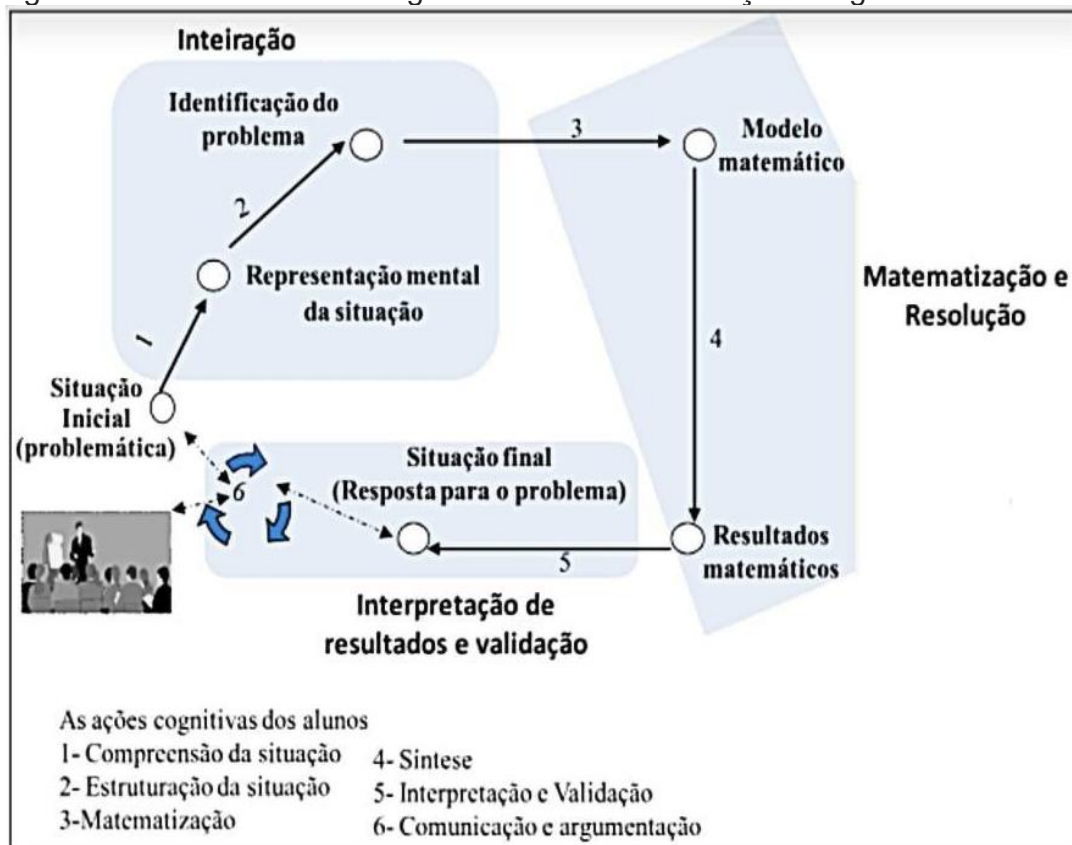 Inteiração
Identificação do
problema
3
Modelo
matemático
2
Representação mental
da situação
Matematização e
Resolução
1
4
Situação
Inicial
(problemática)
Situação final
(Resposta para o problema)
6
Resultados
matemáticos
5
Interpretação de
resultados e validação
As ações cognitivas dos alunos
1- Compreensão da situação
2- Estruturação da situação
3-Matematização
4- Síntese
5- Interpretação e Validação
6- Comunicação e argumentação